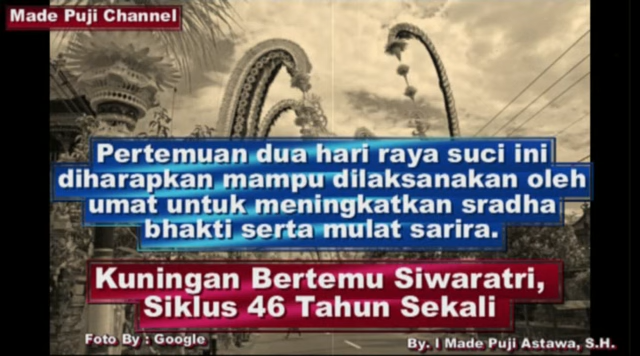 Made Puji Channel
Pertemuan dua hari raya suci ini
diharapkan mampu dilaksanakan oleh
umat untuk meningkatkan sradha
bhakti serta mulat sarira.
Kuningan Bertemu Siwaratri,
Siklus 46 Tahun Sekali
Foto By : Google
By. I Made Puji Astawa, S.H.